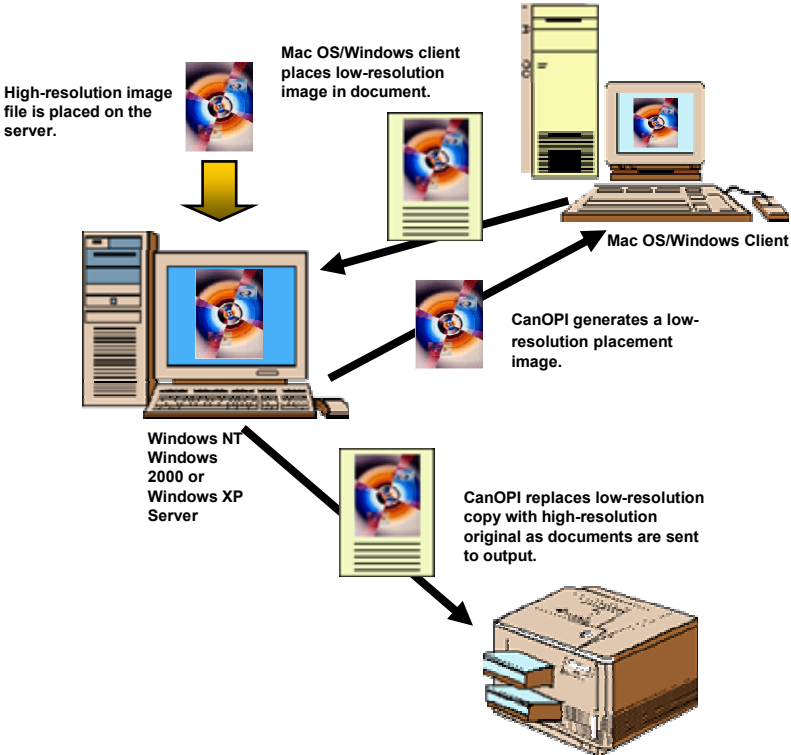 Mac OS/Windows client
places low-resolution
image in document.
High-resolution image
file is placed on the
server.
Mac OS/Windows Client
CanOPI generates a low-
resolution placement
image.
Windows NT
Windows
2000 or
Windows XP
Server
CanOPI replaces low-resolution
copy with high-resolution
original as documents are sent
to output.